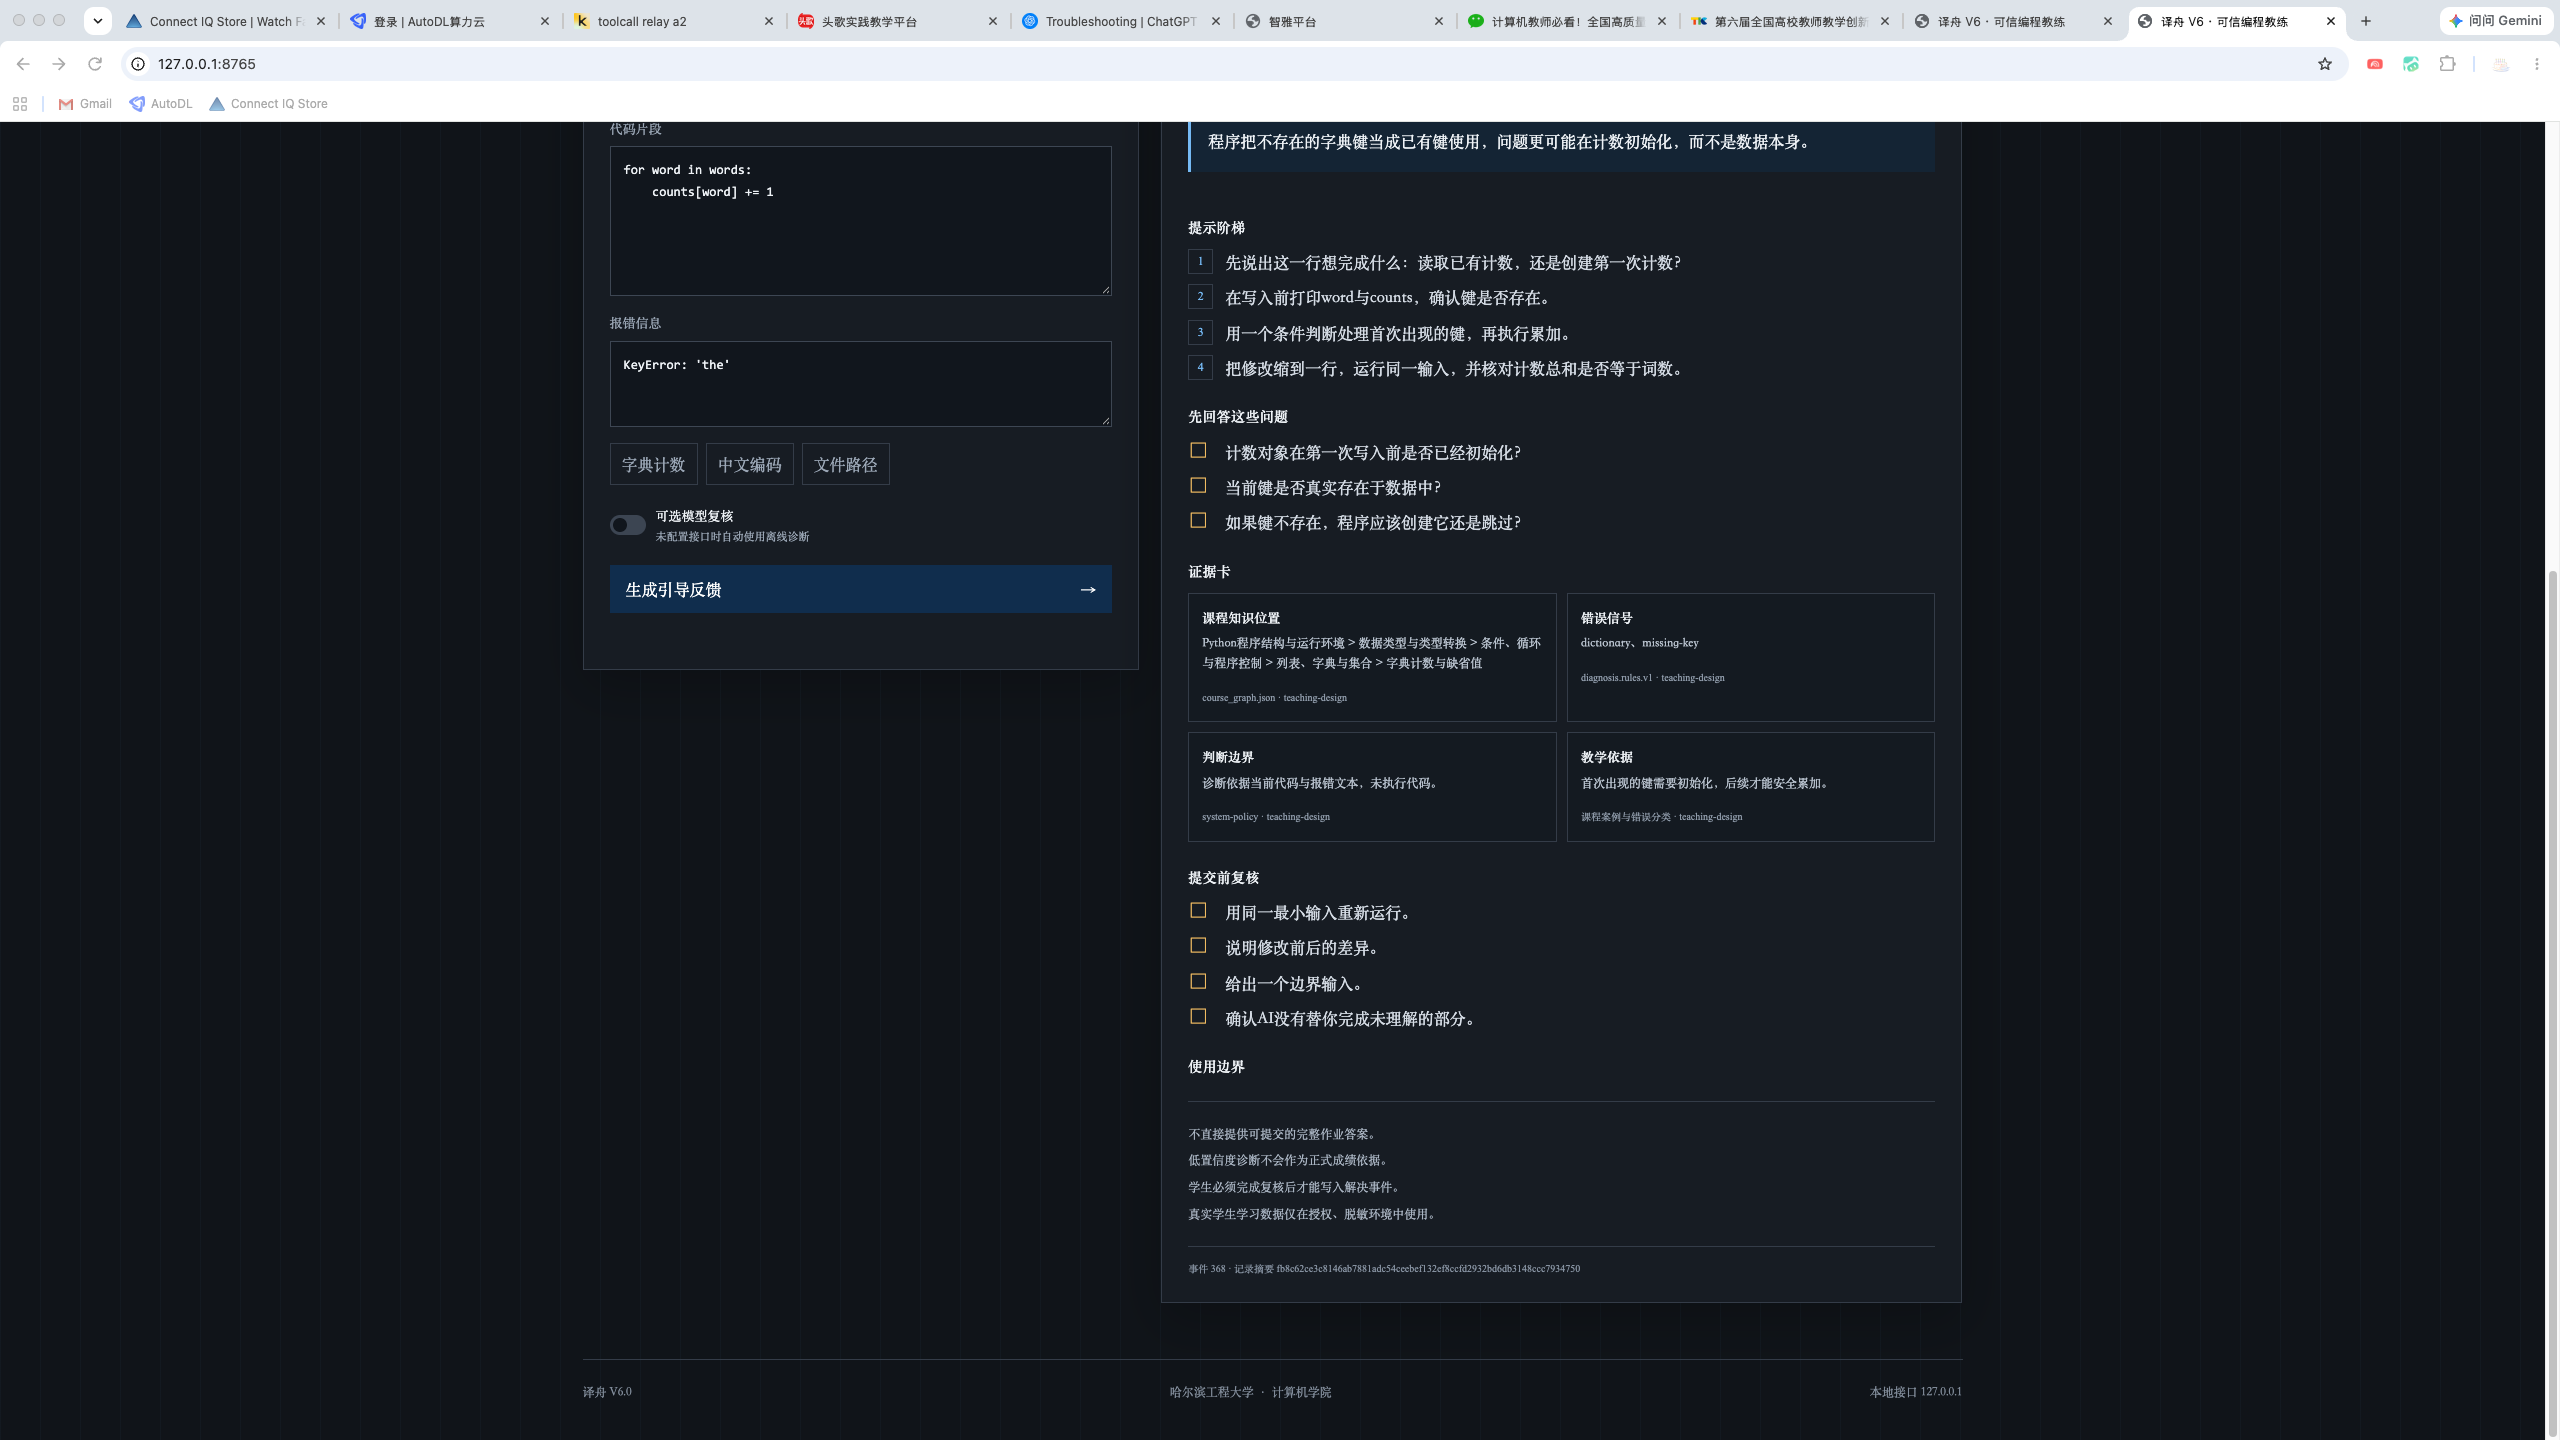 Connect IQ Store | Watch F
登录 | AutoDL算力云
toolcall relay a2
头歌实践教学平台
Troubleshooting | ChatGPT
智雅平台
计算机教师必看！全国高质量
第六届全国高校教师教学创新
译舟 V6 · 可信编程教练
译舟 V6 · 可信编程教练
问问 Gemini
127.0.0.1:8765
Gmail
AutoDL
Connect IQ Store
代码片段
for word in words:
    counts[word] += 1
报错信息
KeyError: 'the'
字典计数
中文编码
文件路径
可选模型复核
未配置接口时自动使用离线诊断
生成引导反馈 →
程序把不存在的字典键当成已有键使用，问题更可能在计数初始化，而不是数据本身。
提示阶梯
1 先说出这一行想完成什么：读取已有计数，还是创建第一次计数？
2 在写入前打印word与counts，确认键是否存在。
3 用一个条件判断处理首次出现的键，再执行累加。
4 把修改缩到一行，运行同一输入，并核对计数总和是否等于词数。
先回答这些问题
计数对象在第一次写入前是否已经初始化？
当前键是否真实存在于数据中？
如果键不存在，程序应该创建它还是跳过？
证据卡
课程知识位置
Python程序结构与运行环境 > 数据类型与类型转换 > 条件、循环
与程序控制 > 列表、字典与集合 > 字典计数与缺省值
course_graph.json · teaching-design
错误信号
dictionary、missing-key
diagnosis.rules.v1 · teaching-design
判断边界
诊断依据当前代码与报错文本，未执行代码。
system-policy · teaching-design
教学依据
首次出现的键需要初始化，后续才能安全累加。
课程案例与错误分类 · teaching-design
提交前复核
用同一最小输入重新运行。
说明修改前后的差异。
给出一个边界输入。
确认AI没有替你完成未理解的部分。
使用边界
不直接提供可提交的完整作业答案。
低置信度诊断不会作为正式成绩依据。
学生必须完成复核后才能写入解决事件。
真实学生学习数据仅在授权、脱敏环境中使用。
事件 368 · 记录摘要 fb8c62ce3c8146ab7881adc54ceebef132ef8ccfd2932bd6db3148ccc7934750
译舟 V6.0
哈尔滨工程大学 · 计算机学院
本地接口 127.0.0.1